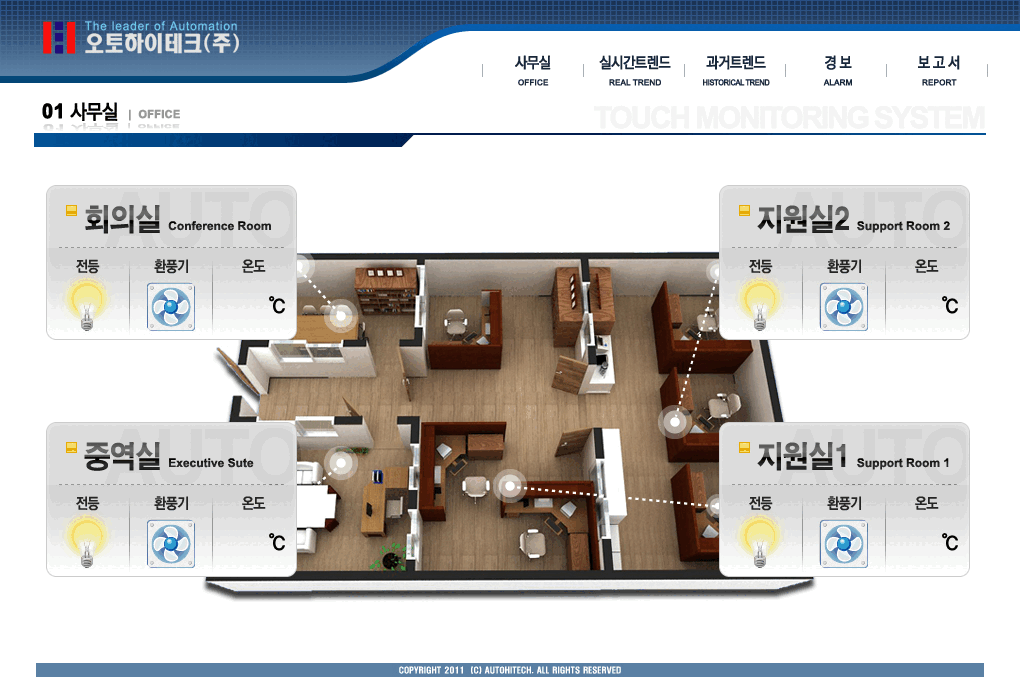 The leader of Automation
오토하이테크(주)
사무실 실시간트렌드 과거트렌드 경 보 보 고 서
OFFICE REAL TREND HISTORICAL TREND ALARM REPORT
01 사무실 | OFFICE
TOUCH MONITORING SYSTEM
AUTO
회의실 Conference Room
전등 환풍기 온도
℃
AUTO
지원실2 Support Room 2
전등 환풍기 온도
℃
AUTO
중역실 Executive Sute
전등 환풍기 온도
℃
AUTO
지원실1 Support Room 1
전등 환풍기 온도
℃
COPYRIGHT 2011 (C) AUTOHITECH. ALL RIGHTS RESERVED